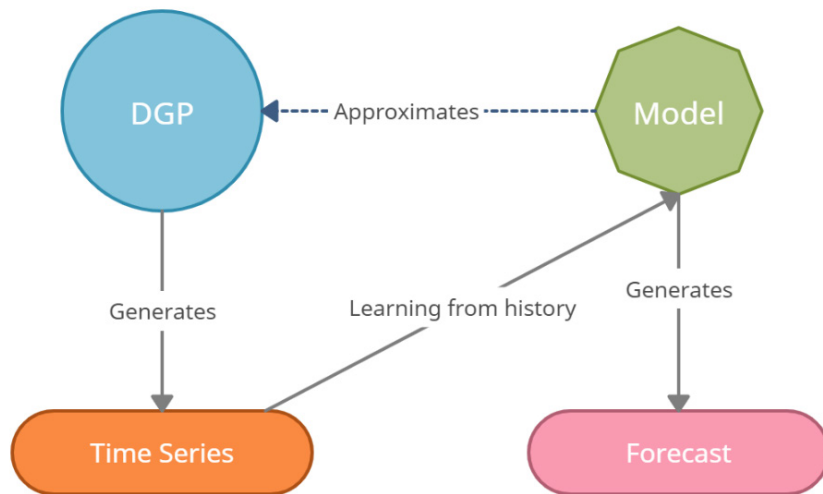 DGP
Approximates
Model
Generates
Learning from history
Generates
Time Series
Forecast